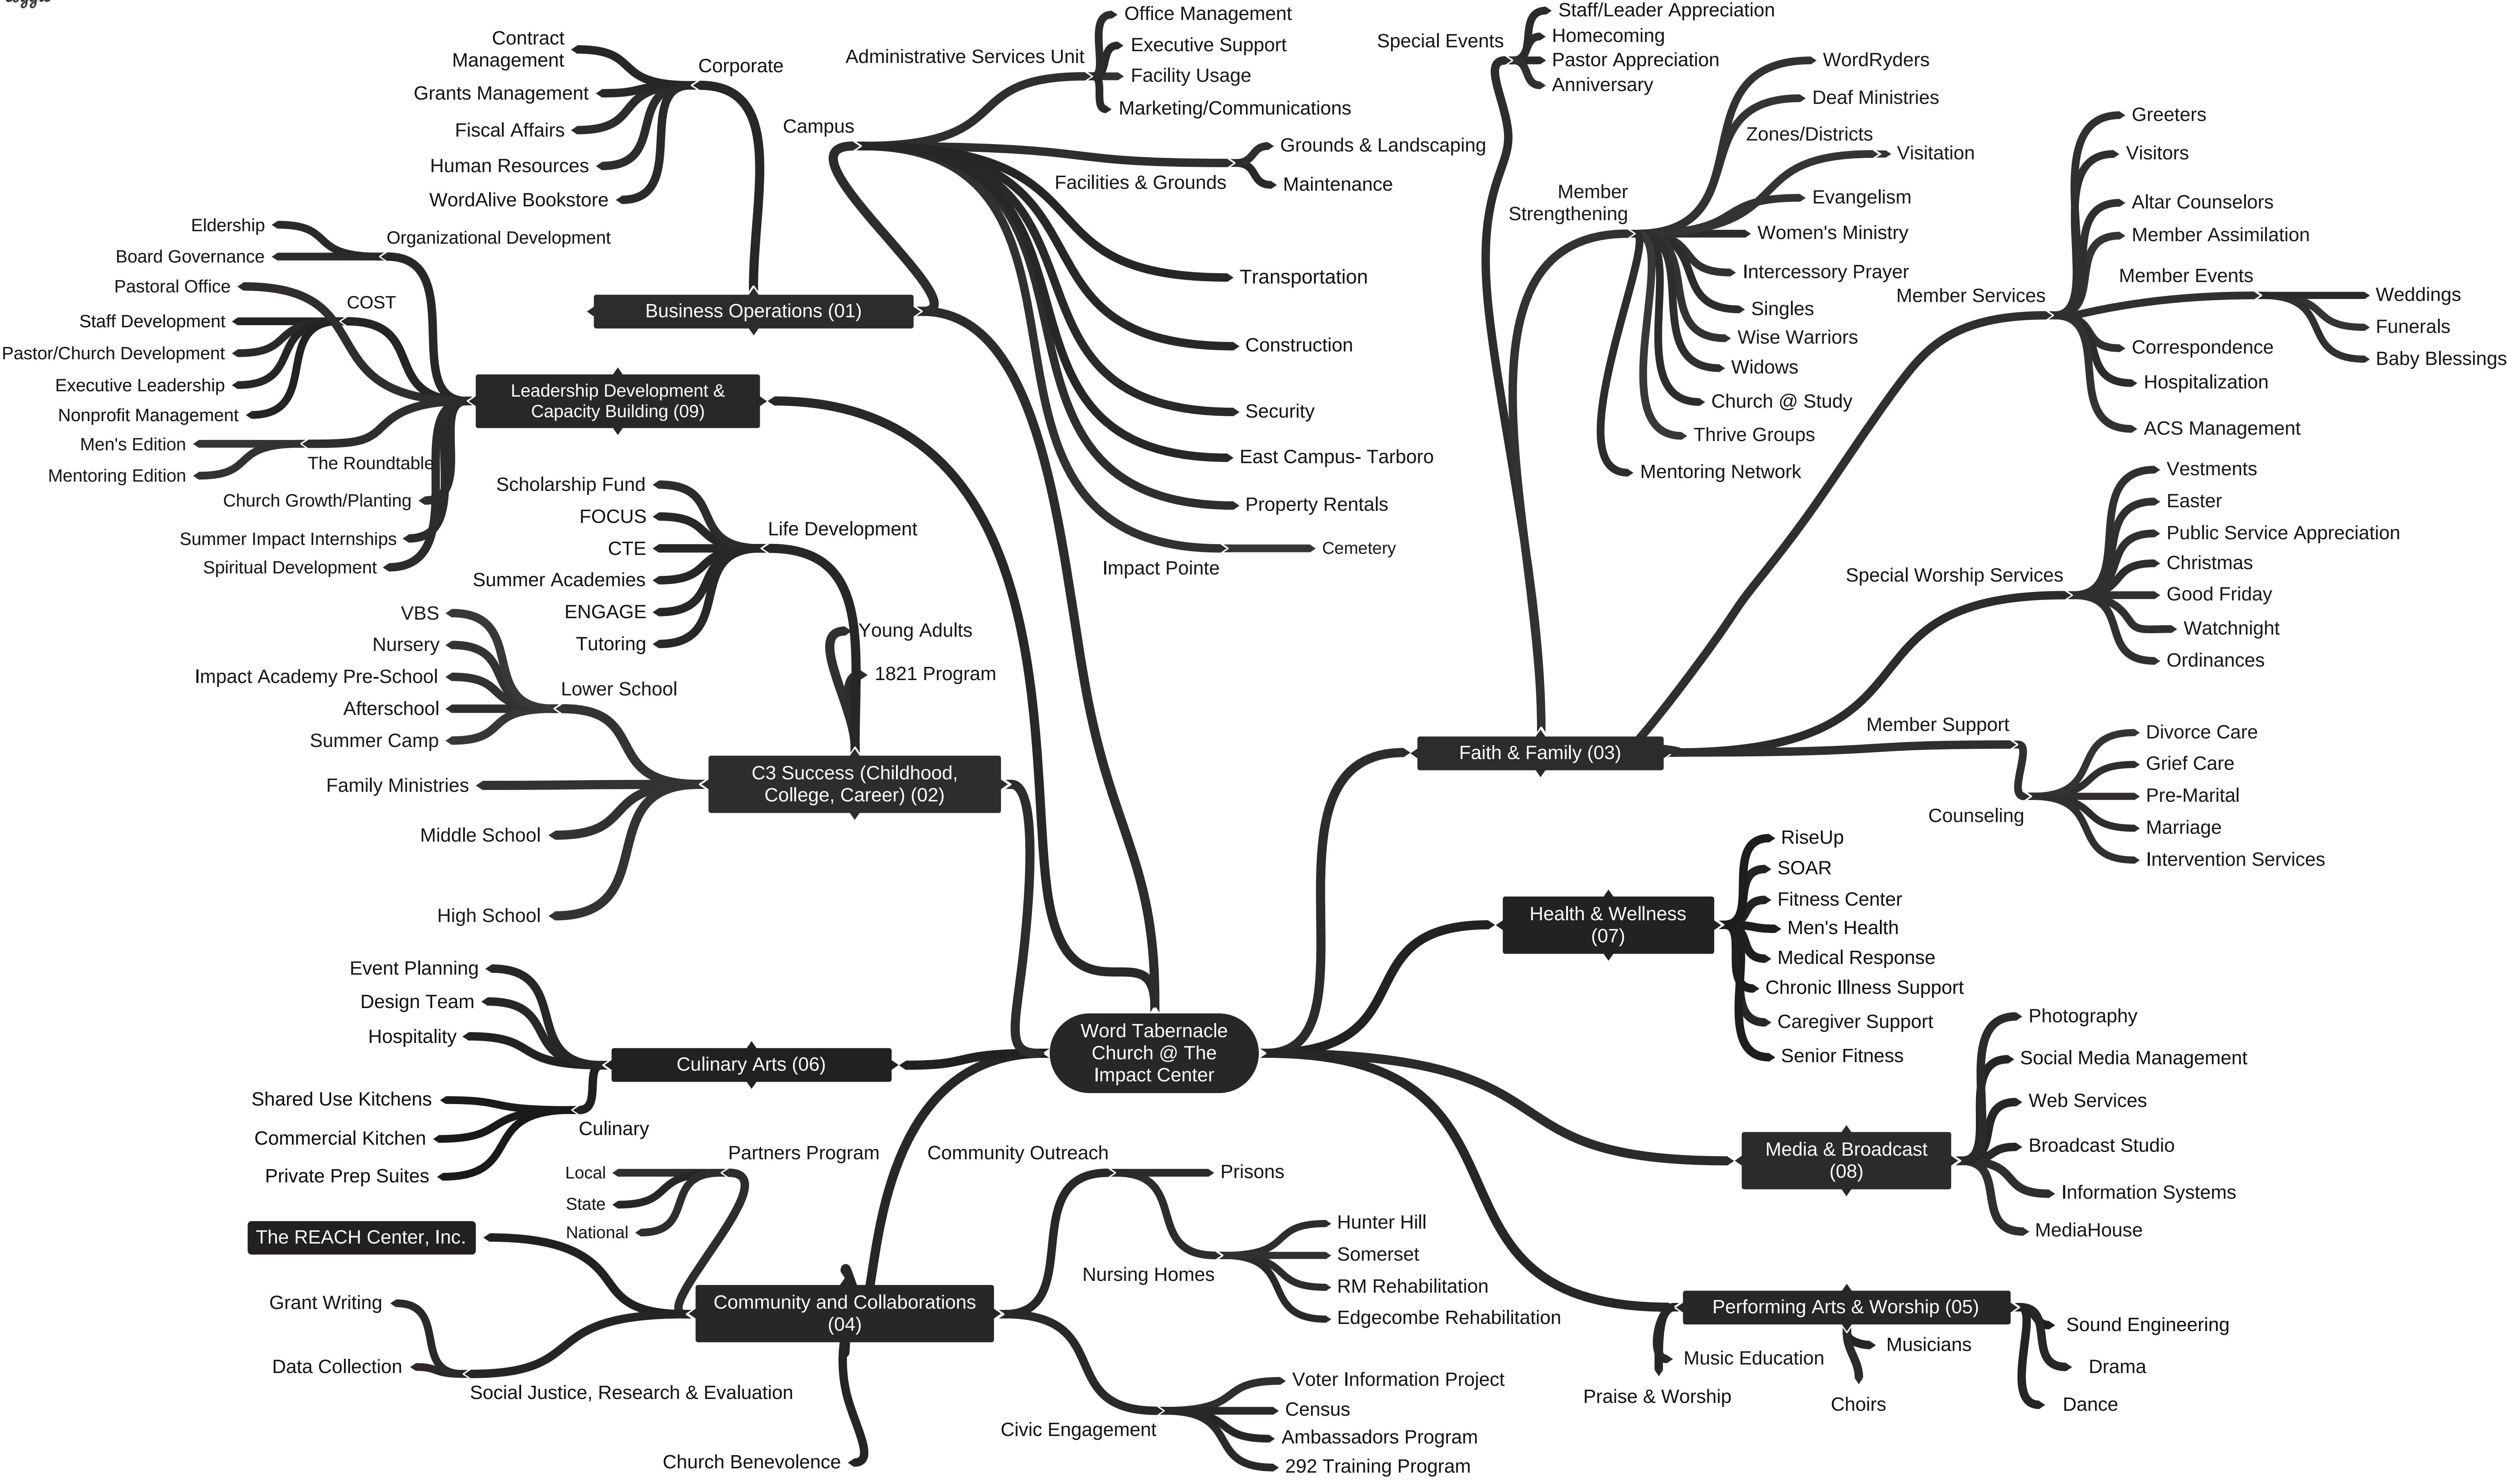 Office Management
Executive Support
Administrative Services Unit
Facility Usage
Marketing/Communications
Contract
Management
Corporate
Grants Management
Fiscal Affairs
Human Resources
WordAlive Bookstore
Campus
Grounds & Landscaping
Facilities & Grounds
Maintenance
Transportation
Construction
Security
East Campus- Tarboro
Property Rentals
Impact Pointe
Cemetery
Business Operations (01)
Eldership
Organizational Development
Board Governance
Pastoral Office
COST
Staff Development
Pastor/Church Development
Executive Leadership
Nonprofit Management
Men's Edition
The Roundtable
Mentoring Edition
Church Growth/Planting
Summer Impact Internships
Spiritual Development
Leadership Development &
Capacity Building (09)
Scholarship Fund
FOCUS
Life Development
CTE
Summer Academies
ENGAGE
Tutoring
Young Adults
1821 Program
VBS
Nursery
Impact Academy Pre-School
Lower School
Afterschool
Summer Camp
Family Ministries
Middle School
High School
C3 Success (Childhood,
College, Career) (02)
Staff/Leader Appreciation
Special Events
Homecoming
Pastor Appreciation
Anniversary
WordRyders
Deaf Ministries
Zones/Districts
Visitation
Member
Strengthening
Evangelism
Women's Ministry
Intercessory Prayer
Singles
Wise Warriors
Widows
Church @ Study
Thrive Groups
Mentoring Network
Greeters
Visitors
Altar Counselors
Member Assimilation
Member Events
Member Services
Weddings
Funerals
Baby Blessings
Correspondence
Hospitalization
ACS Management
Vestments
Easter
Public Service Appreciation
Christmas
Special Worship Services
Good Friday
Watchnight
Ordinances
Faith & Family (03)
Member Support
Divorce Care
Grief Care
Pre-Marital
Counseling
Marriage
Intervention Services
RiseUp
SOAR
Fitness Center
Health & Wellness
(07)
Men's Health
Medical Response
Chronic Illness Support
Caregiver Support
Senior Fitness
Event Planning
Design Team
Hospitality
Culinary Arts (06)
Shared Use Kitchens
Commercial Kitchen
Culinary
Private Prep Suites
Word Tabernacle
Church @ The
Impact Center
Photography
Social Media Management
Web Services
Media & Broadcast
(08)
Broadcast Studio
Information Systems
MediaHouse
Partners Program
Local
State
National
The REACH Center, Inc.
Grant Writing
Data Collection
Social Justice, Research & Evaluation
Church Benevolence
Community and Collaborations
(04)
Community Outreach
Prisons
Hunter Hill
Somerset
Nursing Homes
RM Rehabilitation
Edgecombe Rehabilitation
Voter Information Project
Census
Civic Engagement
Ambassadors Program
292 Training Program
Performing Arts & Worship (05)
Sound Engineering
Musicians
Music Education
Drama
Praise & Worship
Choirs
Dance